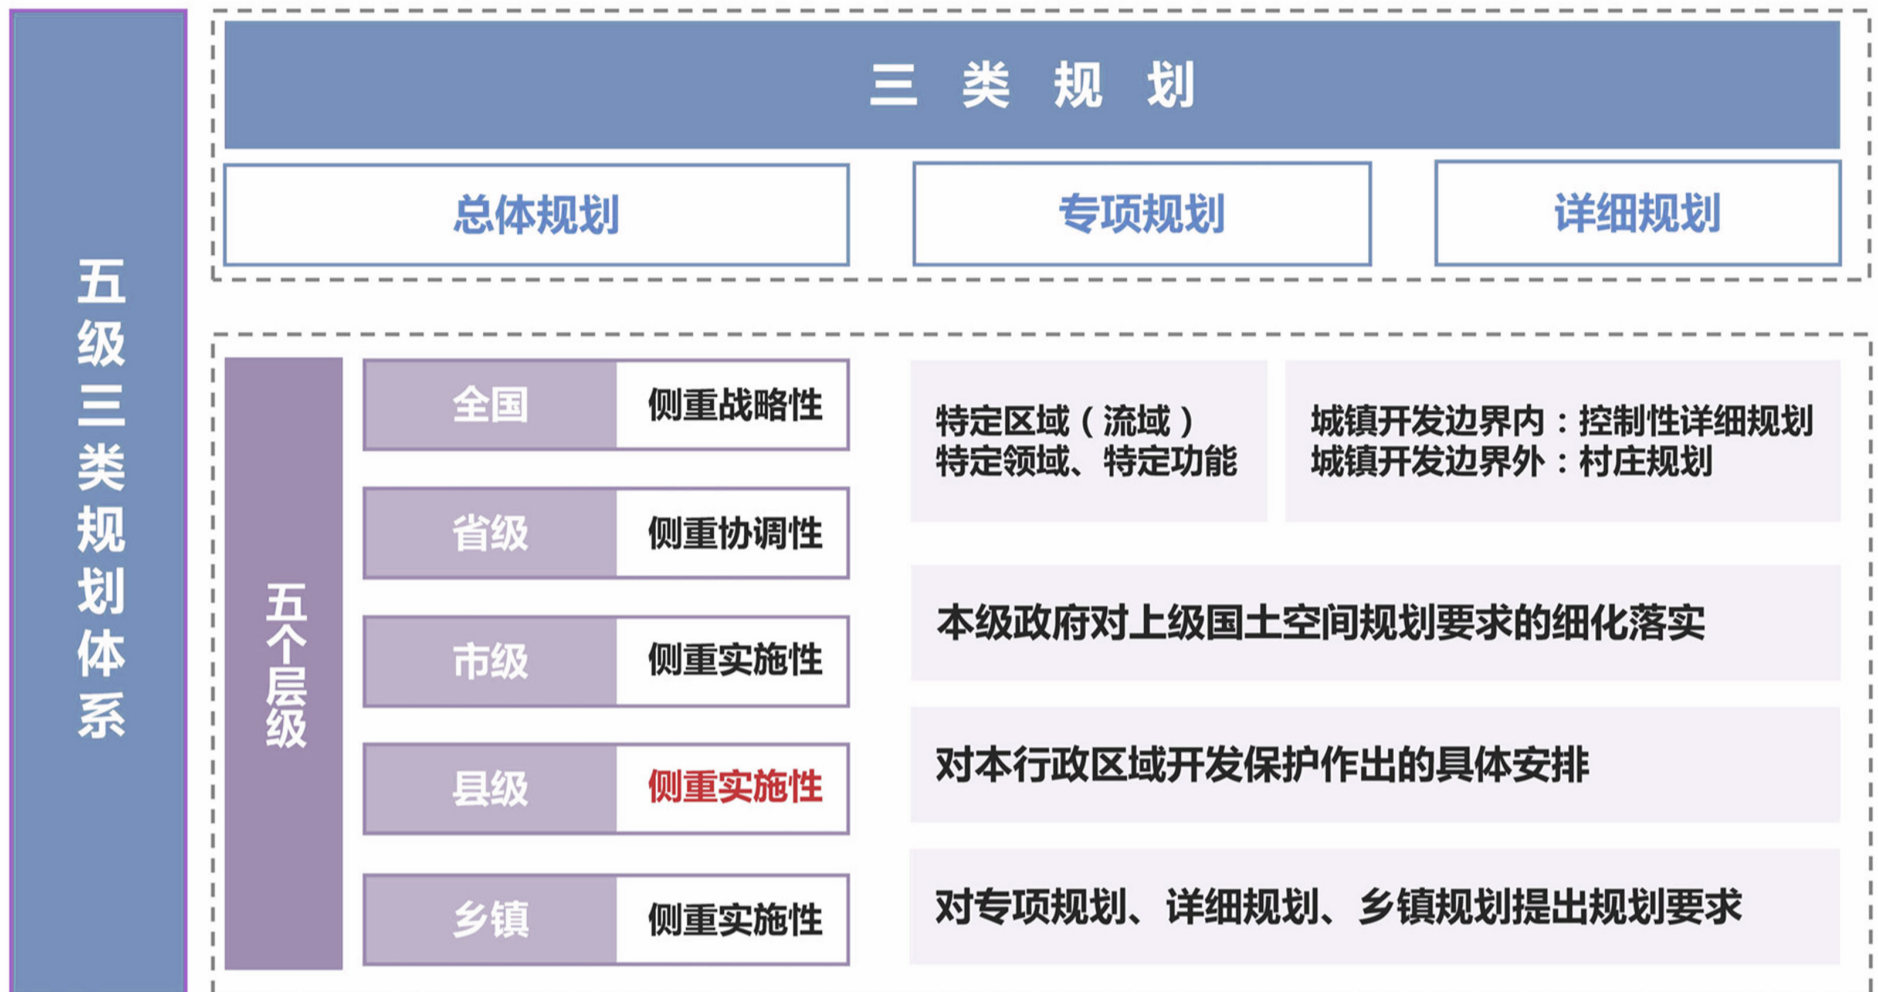 五级三类规划体系
三类规划
总体规划
专项规划
详细规划
五个层级
全国
侧重战略性
省级
侧重协调性
市级
侧重实施性
县级
侧重实施性
乡镇
侧重实施性
特定区域（流域）
特定领域、特定功能
城镇开发边界内：控制性详细规划
城镇开发边界外：村庄规划
本级政府对上级国土空间规划要求的细化落实
对本行政区域开发保护作出的具体安排
对专项规划、详细规划、乡镇规划提出规划要求